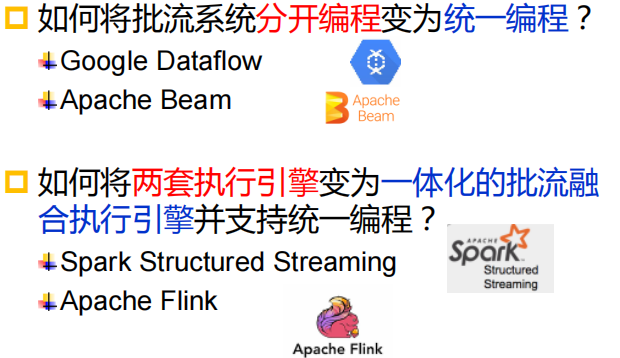 如何将批流系统分开编程变为统一编程？
Google Dataflow
Apache Beam
Apache
Beam
如何将两套执行引擎变为一体化的批流融
合执行引擎并支持统一编程？
Spark Structured Streaming
APACHE
Spark
Structured
Streaming
Apache Flink
Apache Flink